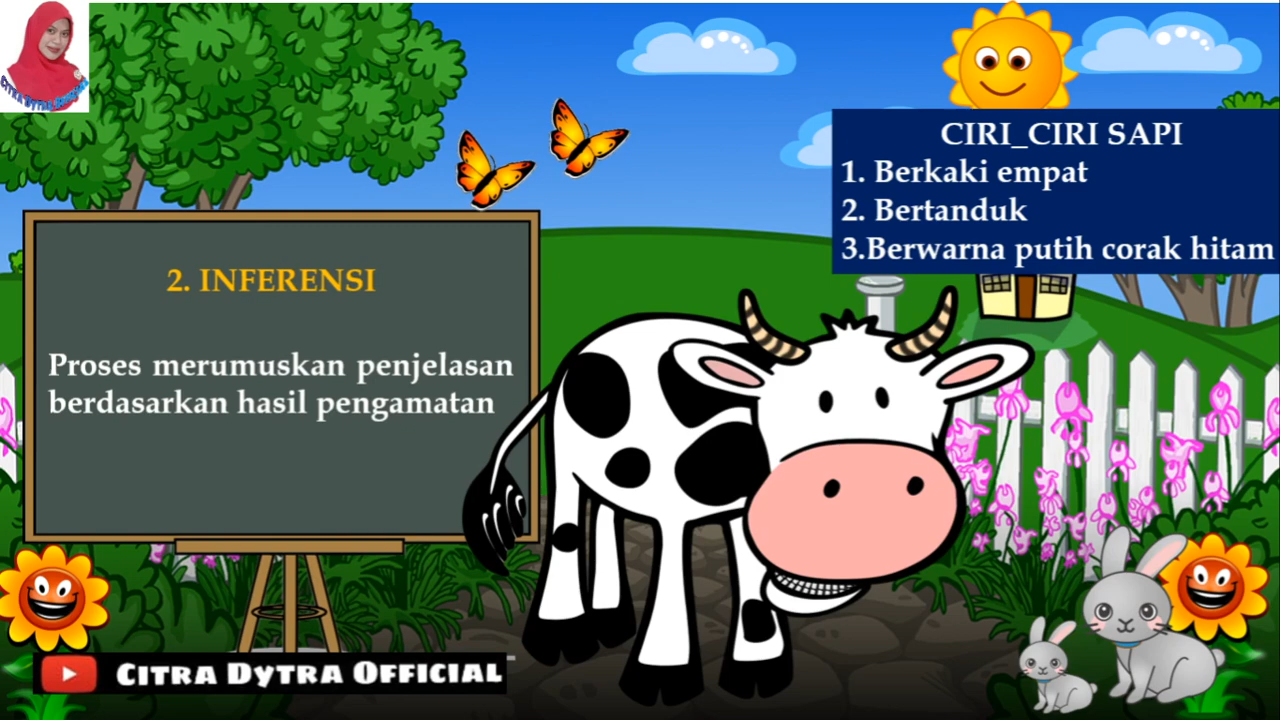 CIRI_CIRI SAPI
1. Berkaki empat
2. Bertanduk
3.Berwarna putih corak hitam
2. INFERENSI
Proses merumuskan penjelasan
berdasarkan hasil pengamatan
CITRA DYTRA OFFICIAL